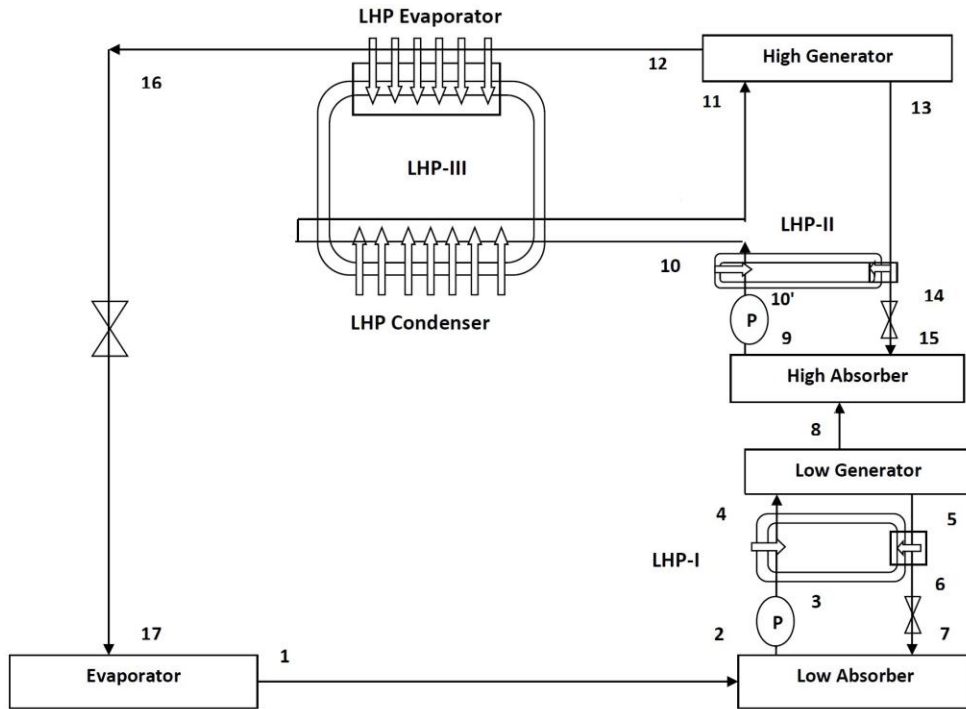 LHP Evaporator
16
12
High Generator
11
13
LHP-III
LHP-II
10
10'
14
LHP Condenser
P
9
15
High Absorber
8
Low Generator
4
5
LHP-I
3
6
P
2
7
17
1
Evaporator
Low Absorber